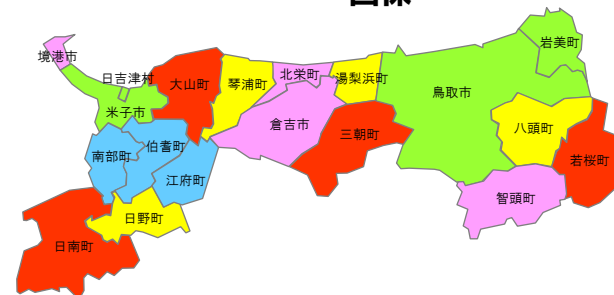 境港市
日吉津村
米子市
大山町
琴浦町
北栄町
湯梨浜町
鳥取市
岩美町
八頭町
若桜町
智頭町
三朝町
倉吉市
伯耆町
南部町
江府町
日野町
日南町